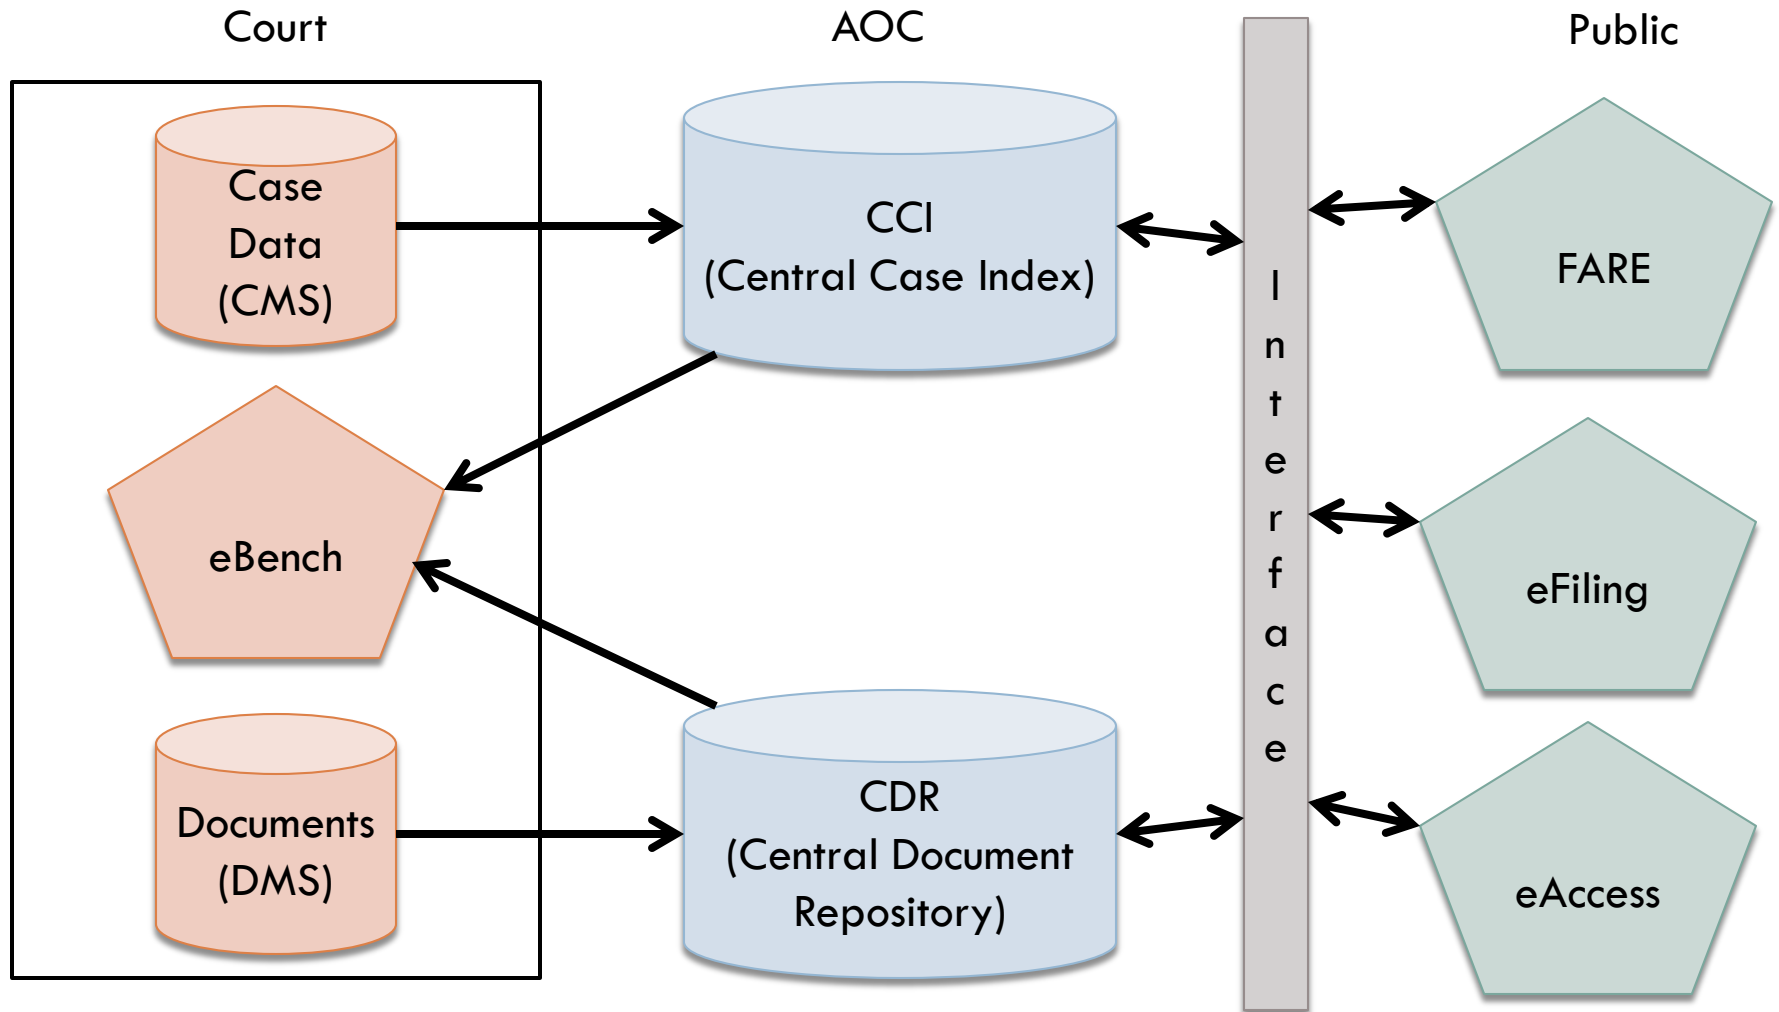 Court
AOC
Public
Case
Data
(CMS)
CCI
(Central Case Index)
Interface
FARE
eBench
eFiling
Documents
(DMS)
CDR
(Central Document
Repository)
eAccess